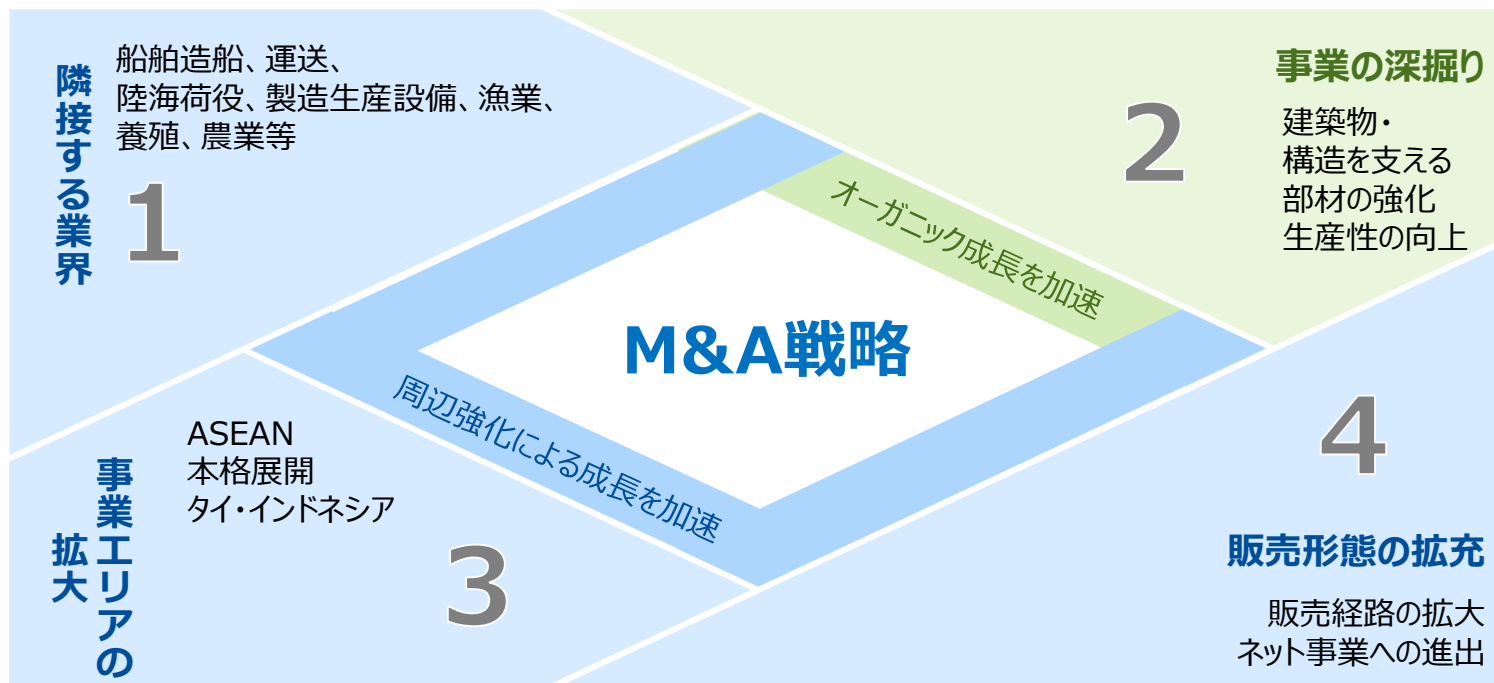 隣接する業界
船舶造船、運送、
陸海荷役、製造生産設備、漁業、
養殖、農業等
1
事業の深掘り
2
建築物・
構造を支える
部材の強化
生産性の向上
オーガニック成長を加速
M&A戦略
周辺強化による成長を加速
事業エリアの
拡大
ASEAN
本格展開
タイ・インドネシア
3
4
販売形態の拡充
販売経路の拡大
ネット事業への進出